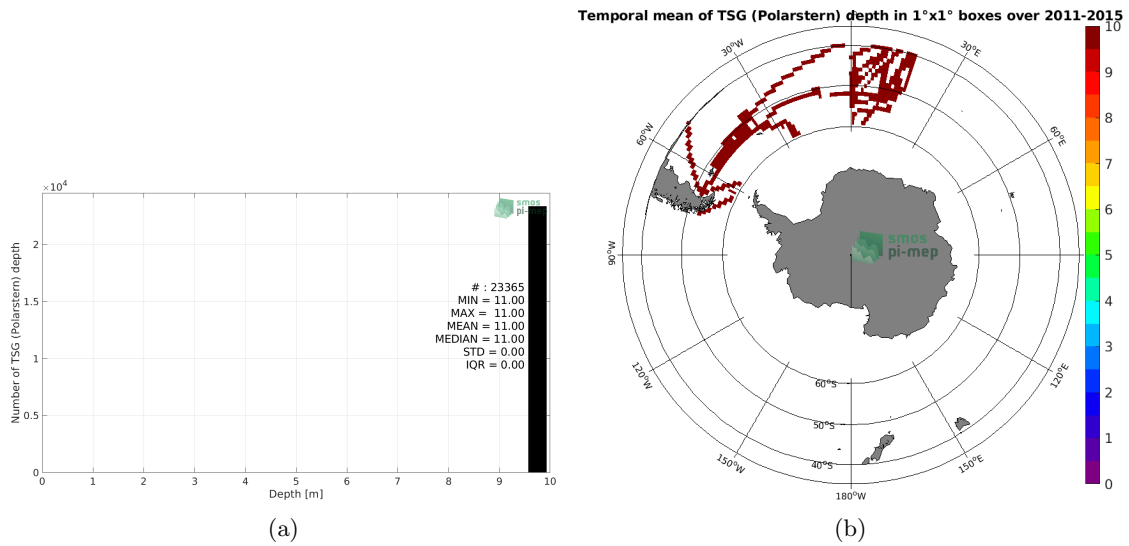 ×10⁴
Number of TSG (Polarstern) depth
2
1.5
1
0.5
0
smos
pi-mep
# : 23365
MIN = 11.00
MAX = 11.00
MEAN = 11.00
MEDIAN = 11.00
STD = 0.00
IQR = 0.00
0 1 2 3 4 5 6 7 8 9 10
Depth [m]
(a)
Temporal mean of TSG (Polarstern) depth in 1°x1° boxes over 2011-2015
30°W
30°E
60°W
60°E
90°W
smos
pi-mep
120°W
120°E
60°S
50°S
40°S
150°W
150°E
180°W
10
9
8
7
6
5
4
3
2
1
0
(b)